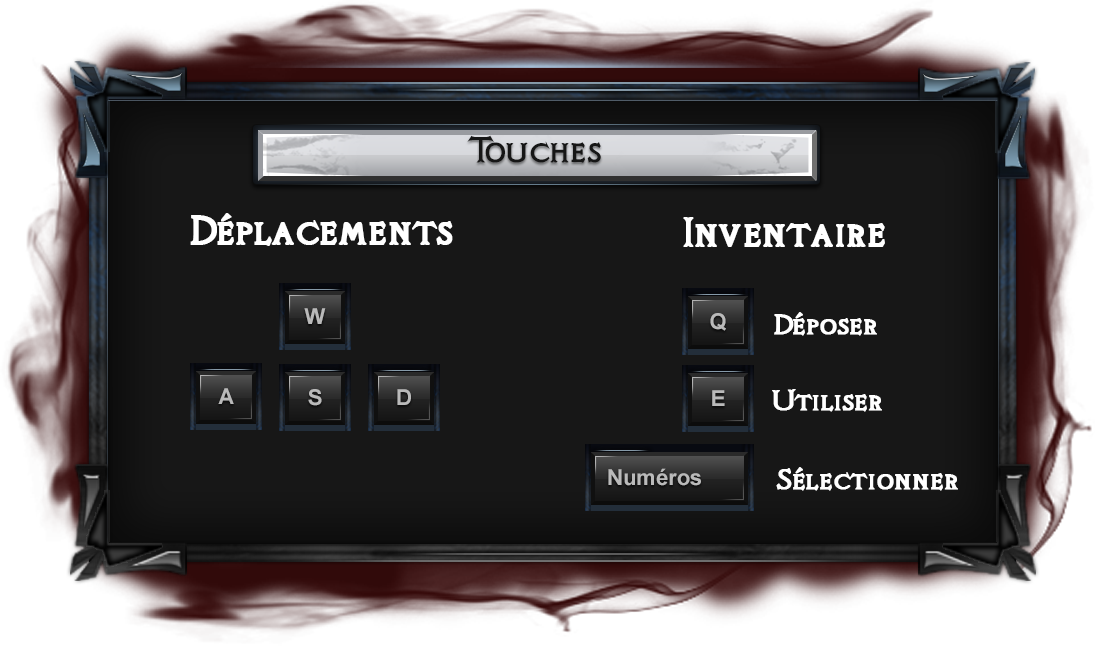 Touches
Déplacements
W
A S D
Inventaire
Q Déposer
E Utiliser
Numéros Sélectionner